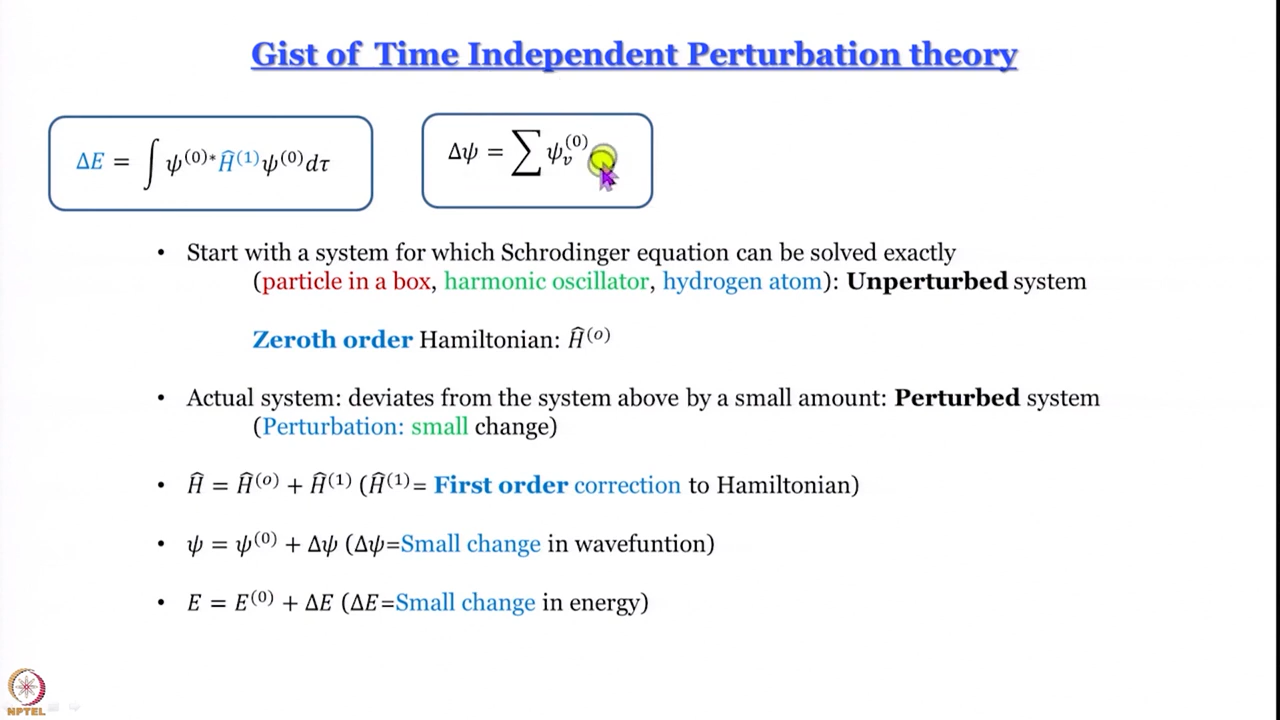 Gist of Time Independent Perturbation theory
ΔE = ∫ ψ⁽⁰⁾* Ĥ⁽¹⁾ ψ⁽⁰⁾ dτ
Δψ = ∑ ψᵥ⁽⁰⁾
• Start with a system for which Schrodinger equation can be solved exactly
(particle in a box, harmonic oscillator, hydrogen atom): Unperturbed system
Zeroth order Hamiltonian: Ĥ⁽ᵒ⁾
• Actual system: deviates from the system above by a small amount: Perturbed system
(Perturbation: small change)
• Ĥ = Ĥ⁽ᵒ⁾ + Ĥ⁽¹⁾ (Ĥ⁽¹⁾= First order correction to Hamiltonian)
• ψ = ψ⁽⁰⁾ + Δψ (Δψ=Small change in wavefuntion)
• E = E⁽⁰⁾ + ΔE (ΔE=Small change in energy)
NPTEL